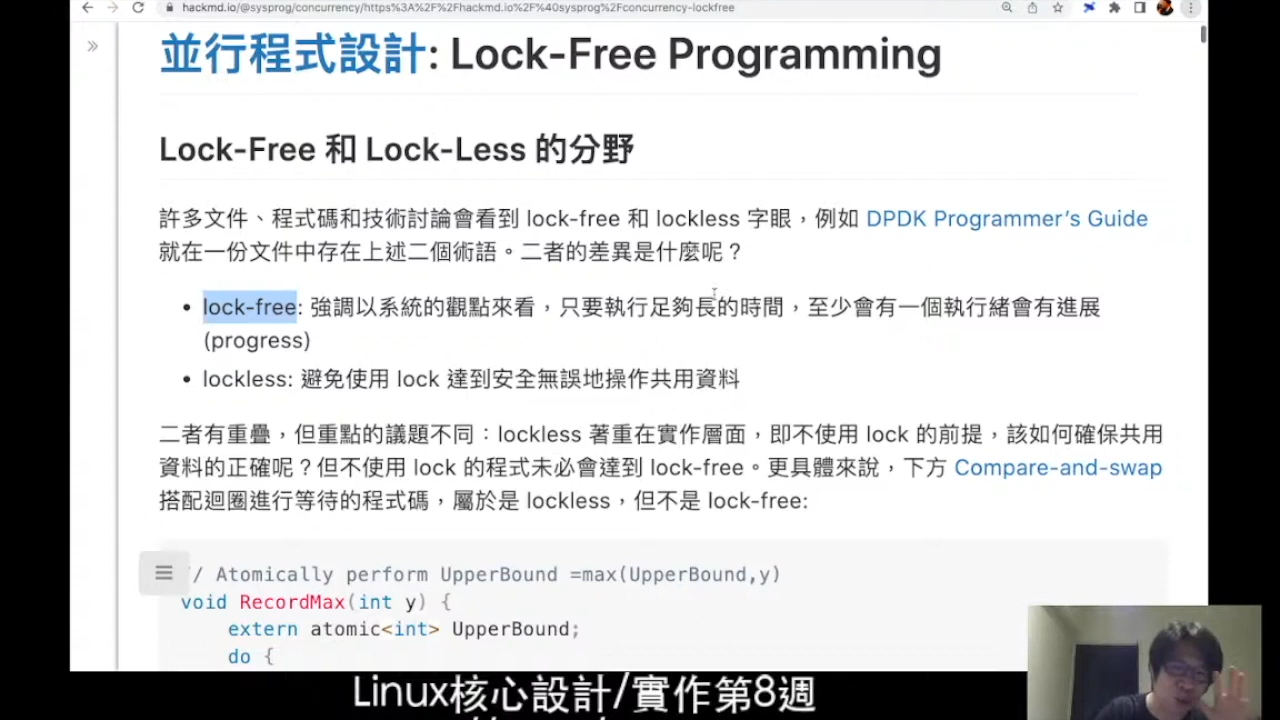 hackmd.io/@sysprog/concurrency/https%3A%2F%2Fhackmd.io%2F%40sysprog%2Fconcurrency-lockfree
並行程式設計: Lock-Free Programming
Lock-Free 和 Lock-Less 的分野
許多文件、程式碼和技術討論會看到 lock-free 和 lockless 字眼，例如 DPDK Programmer's Guide
就在一份文件中存在上述二個術語。二者的差異是什麼呢？
lock-free: 強調以系統的觀點來看，只要執行足夠長的時間，至少會有一個執行緒會有進展
(progress)
lockless: 避免使用 lock 達到安全無誤地操作共用資料
二者有重疊，但重點的議題不同：lockless 著重在實作層面，即不使用 lock 的前提，該如何確保共用
資料的正確呢？但不使用 lock 的程式未必會達到 lock-free。更具體來說，下方 Compare-and-swap
搭配迴圈進行等待的程式碼，屬於是 lockless，但不是 lock-free:
/ Atomically perform UpperBound =max(UpperBound,y)
void RecordMax(int y) {
extern atomic<int> UpperBound;
do {
Linux核心設計/實作第8週